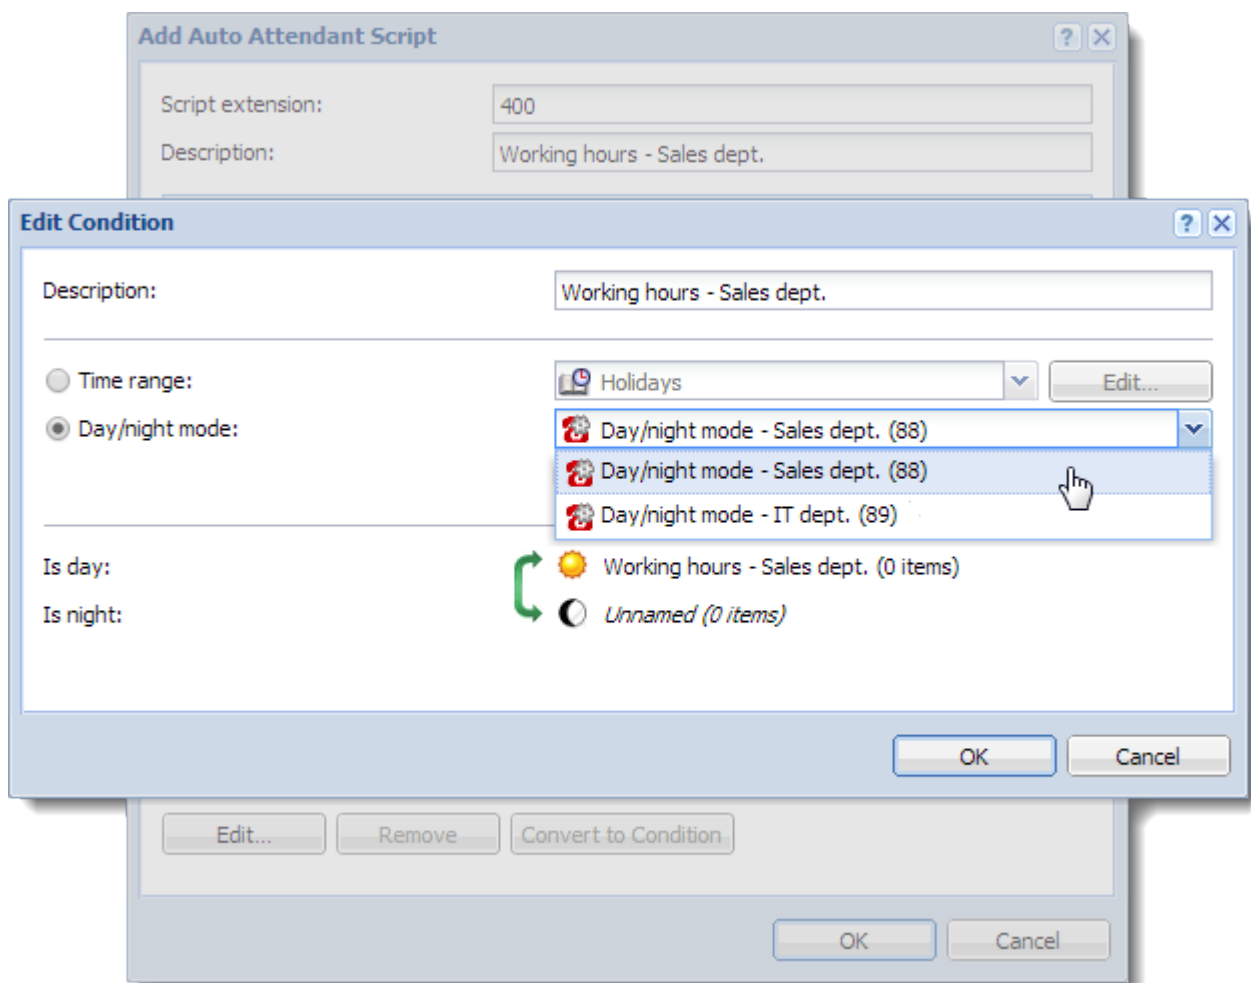 Add Auto Attendant Script
Script extension: 400
Description: Working hours - Sales dept.
Edit Condition
Description: Working hours - Sales dept.
Time range: Holidays Edit...
Day/night mode: Day/night mode - Sales dept. (88)
Day/night mode - Sales dept. (88)
Day/night mode - IT dept. (89)
Is day: Working hours - Sales dept. (0 items)
Is night: Unnamed (0 items)
OK Cancel
Edit... Remove Convert to Condition
OK Cancel